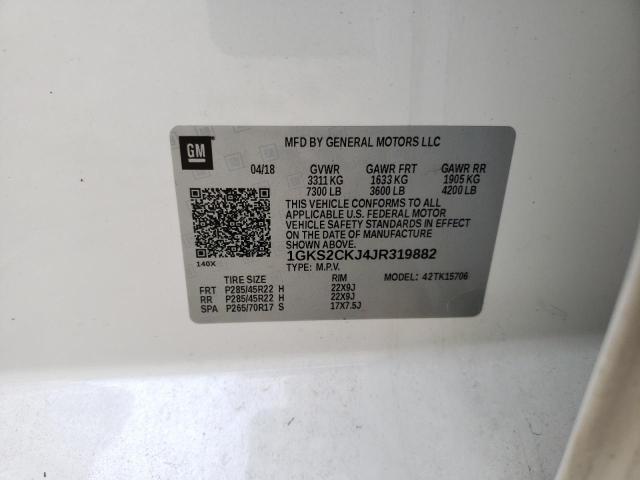 GM
MFD BY GENERAL MOTORS LLC
04/18 GVWR GAWR FRT GAWR RR
3311 KG 1633 KG 1905 KG
7300 LB 3600 LB 4200 LB
THIS VEHICLE CONFORMS TO ALL
APPLICABLE U.S. FEDERAL MOTOR
VEHICLE SAFETY STANDARDS IN EFFECT
ON THE DATE OF MANUFACTURE
SHOWN ABOVE.
1GKS2CKJ4JR319882
140X
TYPE: M.P.V. MODEL: 42TK15706
TIRE SIZE RIM
FRT P285/45R22 H 22X9J
RR P285/45R22 H 22X9J
SPA P265/70R17 S 17X7.5J